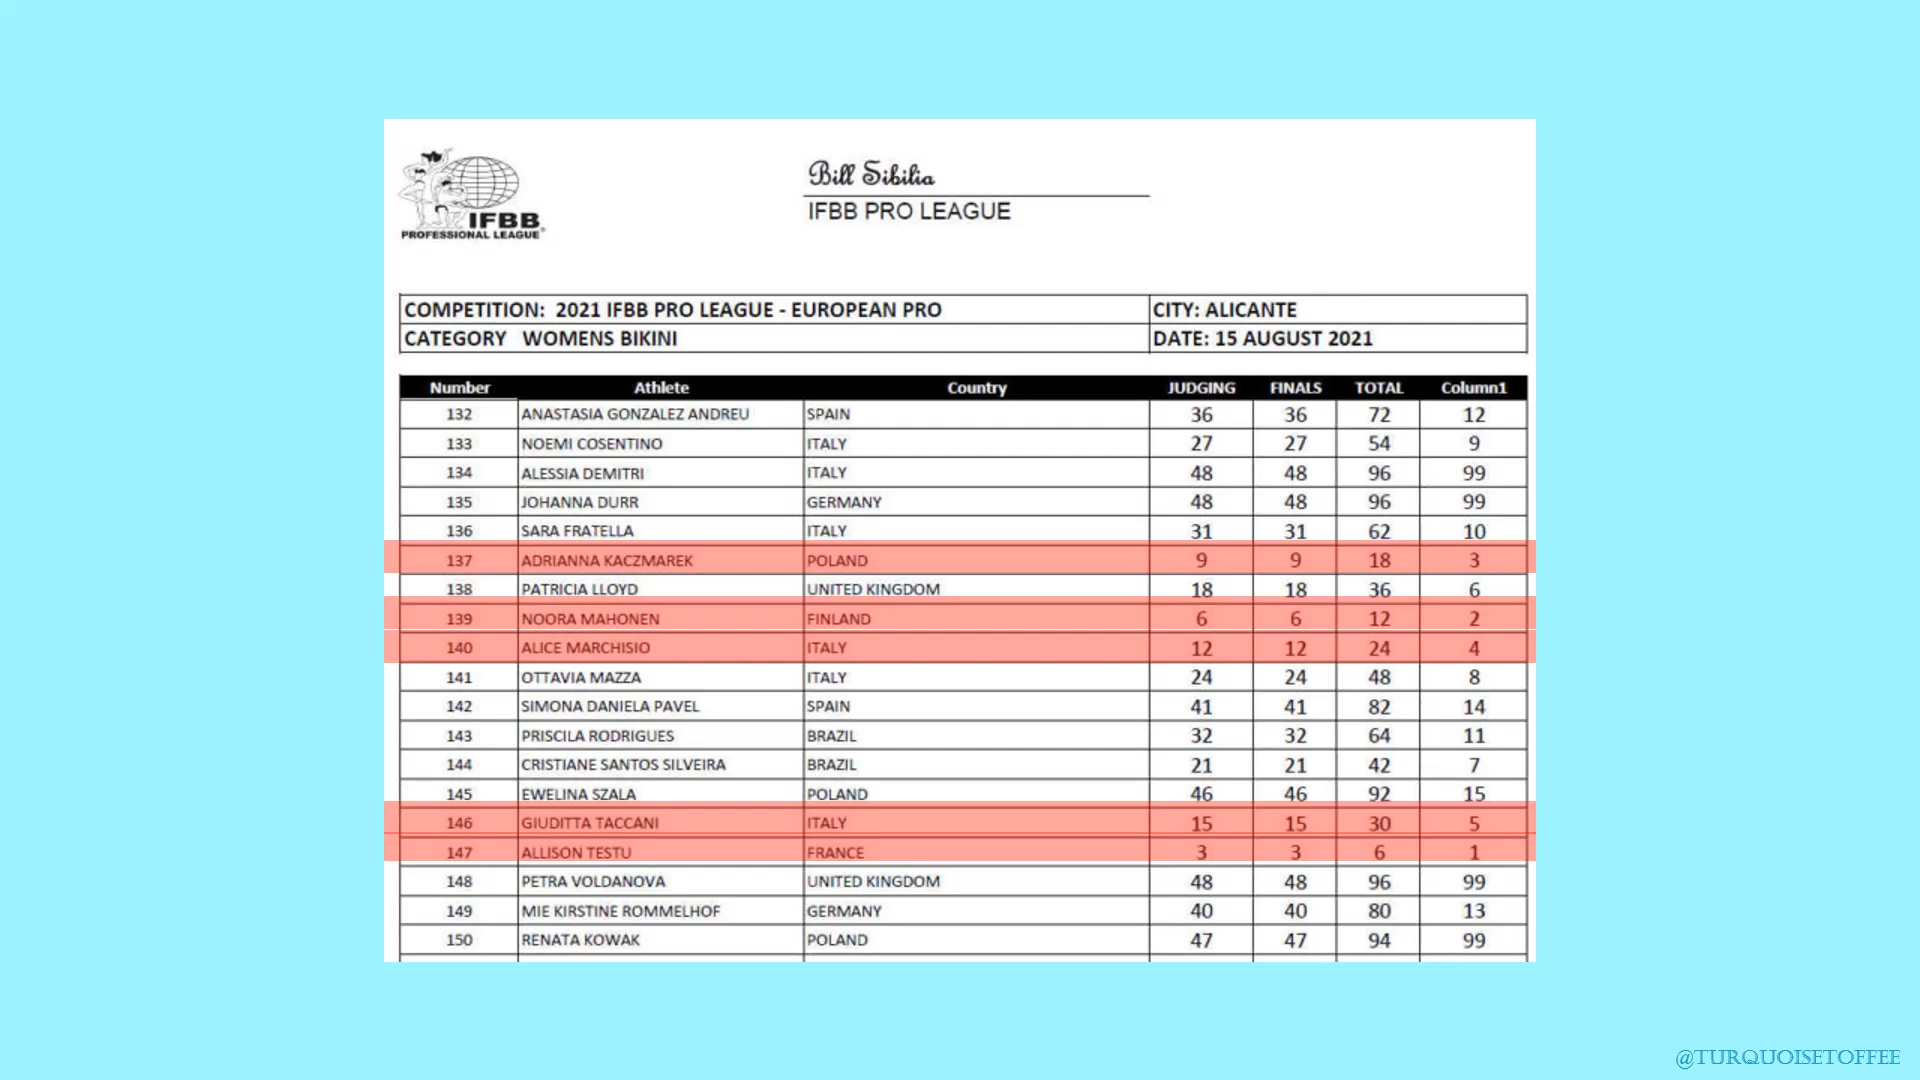 IFBB
PROFESSIONAL LEAGUE
Bill Sibilia
IFBB PRO LEAGUE
COMPETITION: 2021 IFBB PRO LEAGUE - EUROPEAN PRO CITY: ALICANTE
CATEGORY WOMENS BIKINI DATE: 15 AUGUST 2021
Number Athlete Country JUDGING FINALS TOTAL Column1
132 ANASTASIA GONZALEZ ANDREU SPAIN 36 36 72 12
133 NOEMI COSENTINO ITALY 27 27 54 9
134 ALESSIA DEMITRI ITALY 48 48 96 99
135 JOHANNA DURR GERMANY 48 48 96 99
136 SARA FRATELLA ITALY 31 31 62 10
137 ADRIANNA KACZMAREK POLAND 9 9 18 3
138 PATRICIA LLOYD UNITED KINGDOM 18 18 36 6
139 NOORA MAHONEN FINLAND 6 6 12 2
140 ALICE MARCHISIO ITALY 12 12 24 4
141 OTTAVIA MAZZA ITALY 24 24 48 8
142 SIMONA DANIELA PAVEL SPAIN 41 41 82 14
143 PRISCILA RODRIGUES BRAZIL 32 32 64 11
144 CRISTIANE SANTOS SILVEIRA BRAZIL 21 21 42 7
145 EWELINA SZALA POLAND 46 46 92 15
146 GIUDITTA TACCANI ITALY 15 15 30 5
147 ALLISON TESTU FRANCE 3 3 6 1
148 PETRA VOLDANOVA UNITED KINGDOM 48 48 96 99
149 MIE KIRSTINE ROMMELHOF GERMANY 40 40 80 13
150 RENATA KOWAK POLAND 47 47 94 99
@TURQUOISETOFFEE